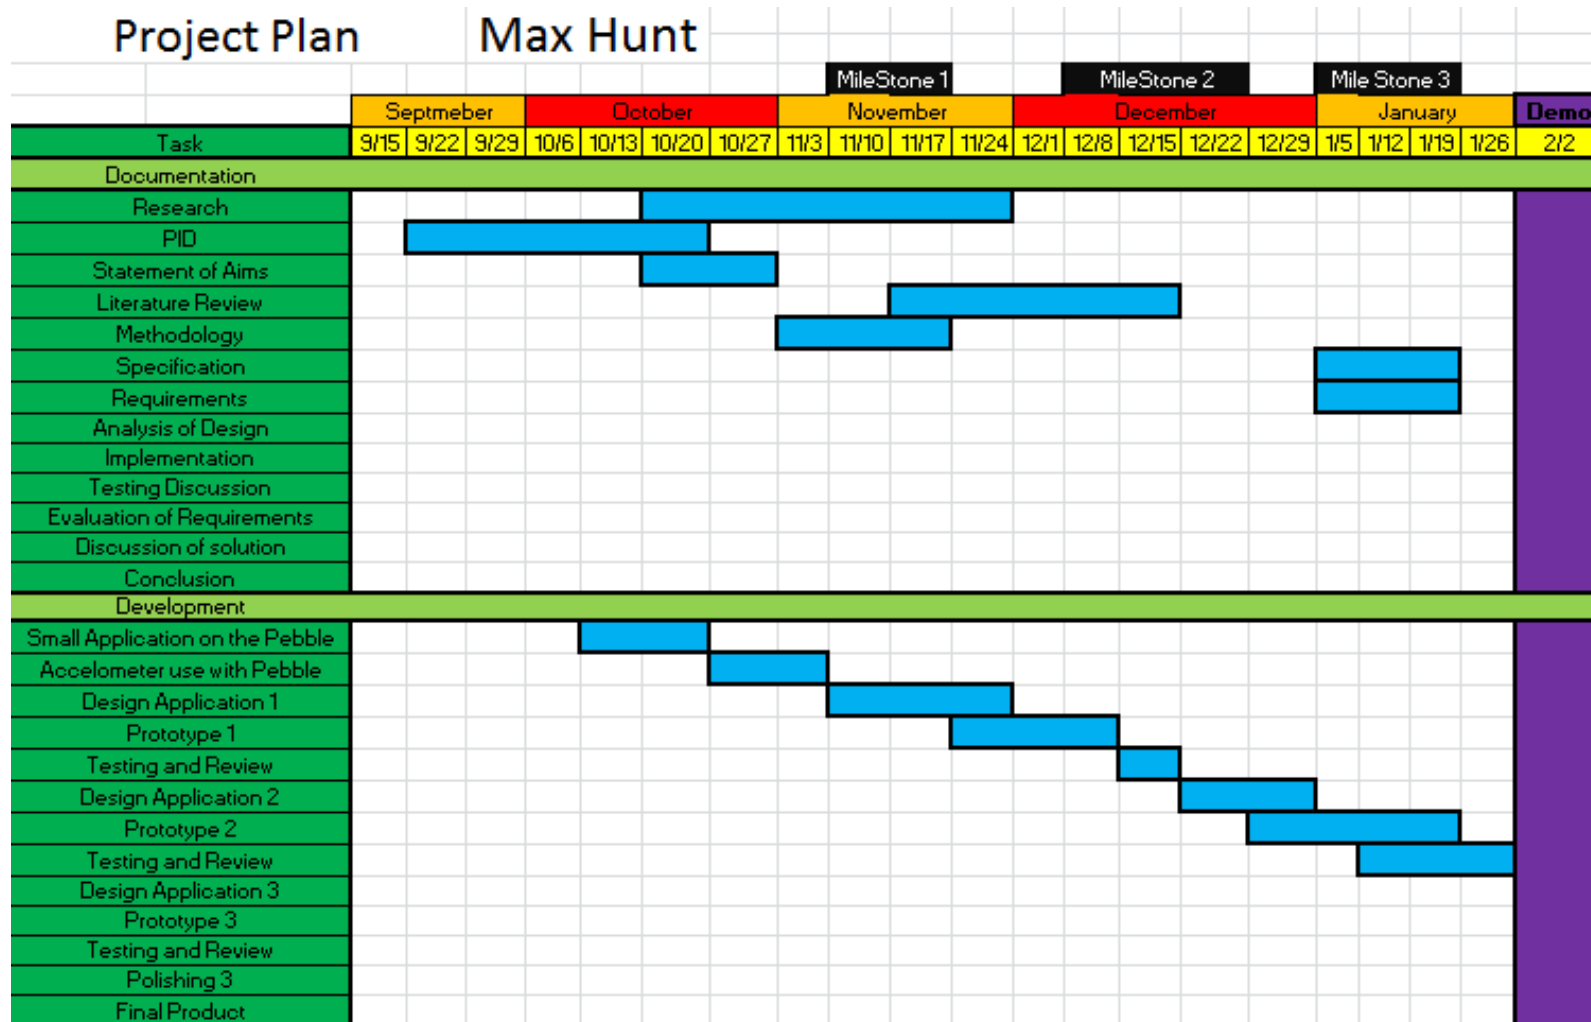 Project Plan Max Hunt
MileStone 1 MileStone 2 Mile Stone 3
Septmeber October November December January Demo
Task 9/15 9/22 9/29 10/6 10/13 10/20 10/27 11/3 11/10 11/17 11/24 12/1 12/8 12/15 12/22 12/29 1/5 1/12 1/19 1/26 2/2
Documentation
Research
PID
Statement of Aims
Literature Review
Methodology
Specification
Requirements
Analysis of Design
Implementation
Testing Discussion
Evaluation of Requirements
Discussion of solution
Conclusion
Development
Small Application on the Pebble
Accelometer use with Pebble
Design Application 1
Prototype 1
Testing and Review
Design Application 2
Prototype 2
Testing and Review
Design Application 3
Prototype 3
Testing and Review
Polishing 3
Final Product